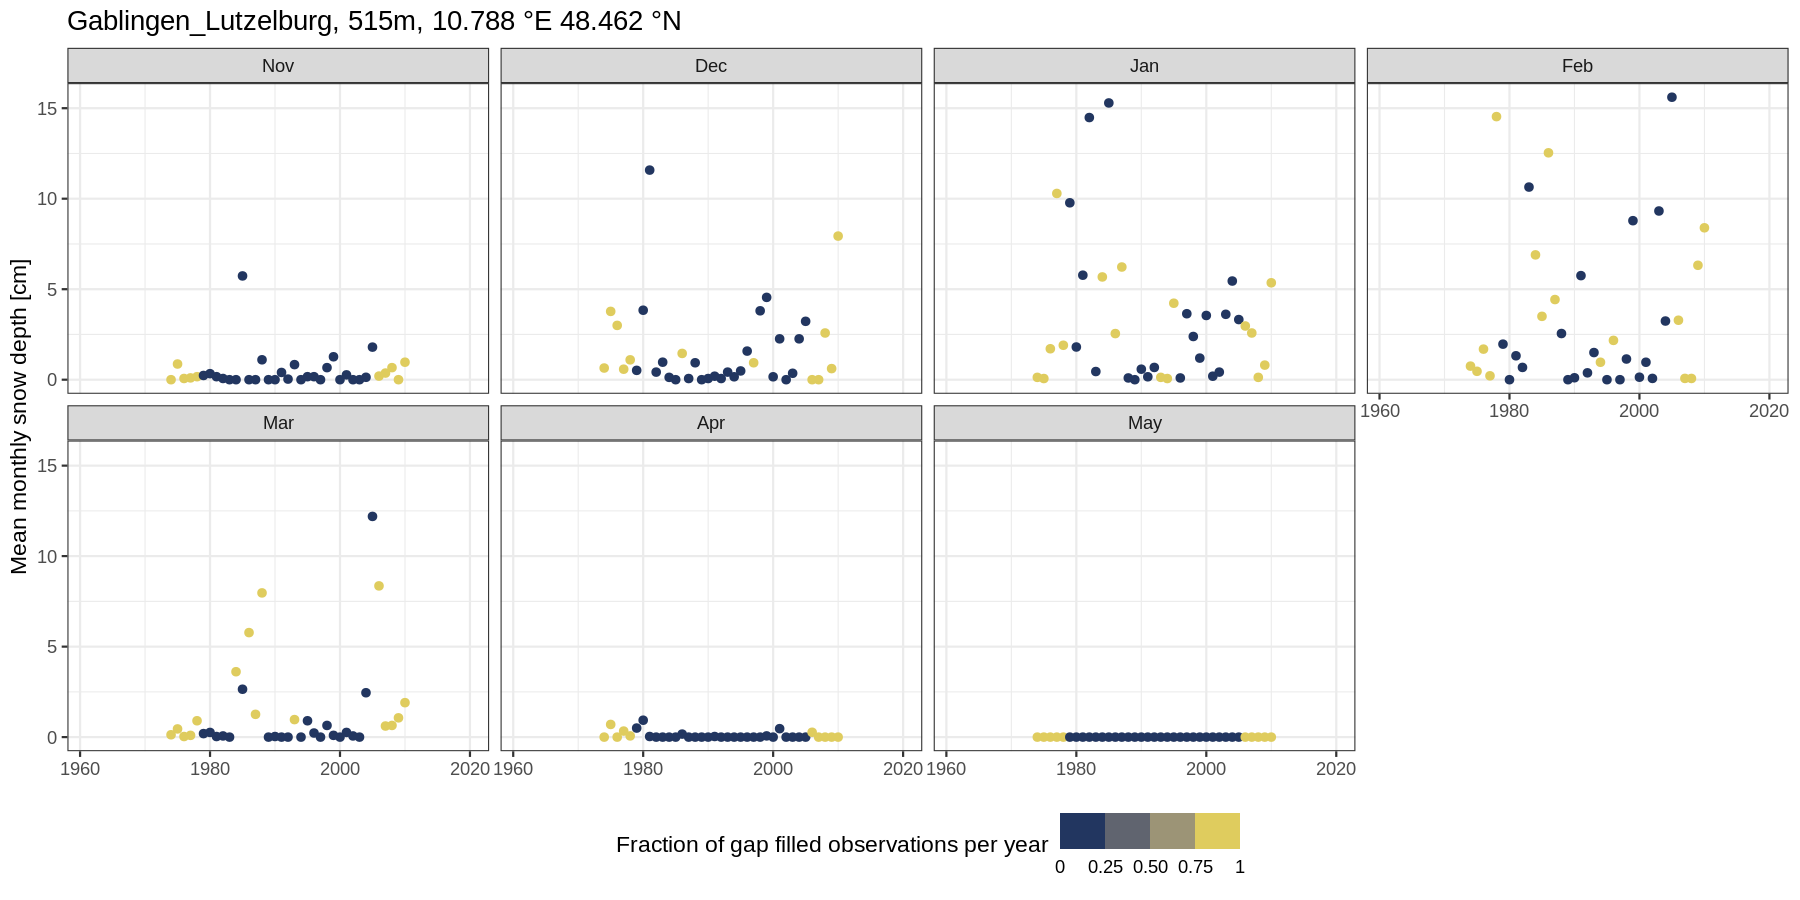 Gablingen_Lutzelburg, 515m, 10.788 °E 48.462 °N
Nov Dec Jan Feb
15
10
5
0
1960 1980 2000 2020
Mean monthly snow depth [cm]
Mar Apr May
15
10
5
0
1960 1980 2000 2020 1960 1980 2000 2020 1960 1980 2000 2020
Fraction of gap filled observations per year
0 0.25 0.50 0.75 1